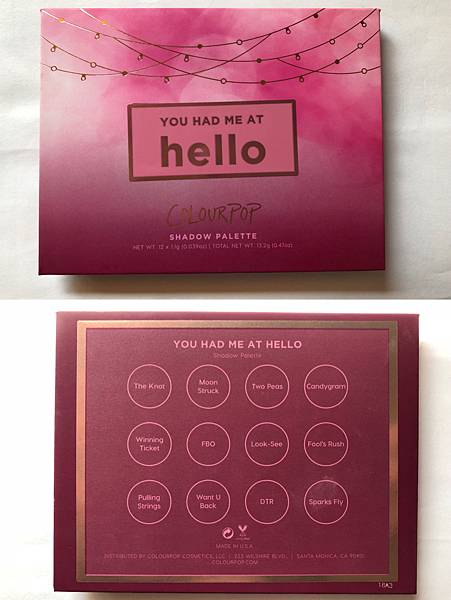 YOU HAD ME AT
hello
COLOURPOP
SHADOW PALETTE
NET WT. 12 x 1.1g (0.039oz) | TOTAL NET WT. 13.2g (0.47oz)
YOU HAD ME AT HELLO
Shadow Palette
The Knot
Moon
Struck
Two Peas
Candygram
Winning
Ticket
FBO
Look-See
Fool's Rush
Pulling
Strings
Want U
Back
DTR
Sparks Fly
MADE IN U.S.A.
DISTRIBUTED BY COLOURPOP COSMETICS, LLC. | 333 WILSHIRE BLVD., | SANTA MONICA, CA 90401
COLOURPOP.COM